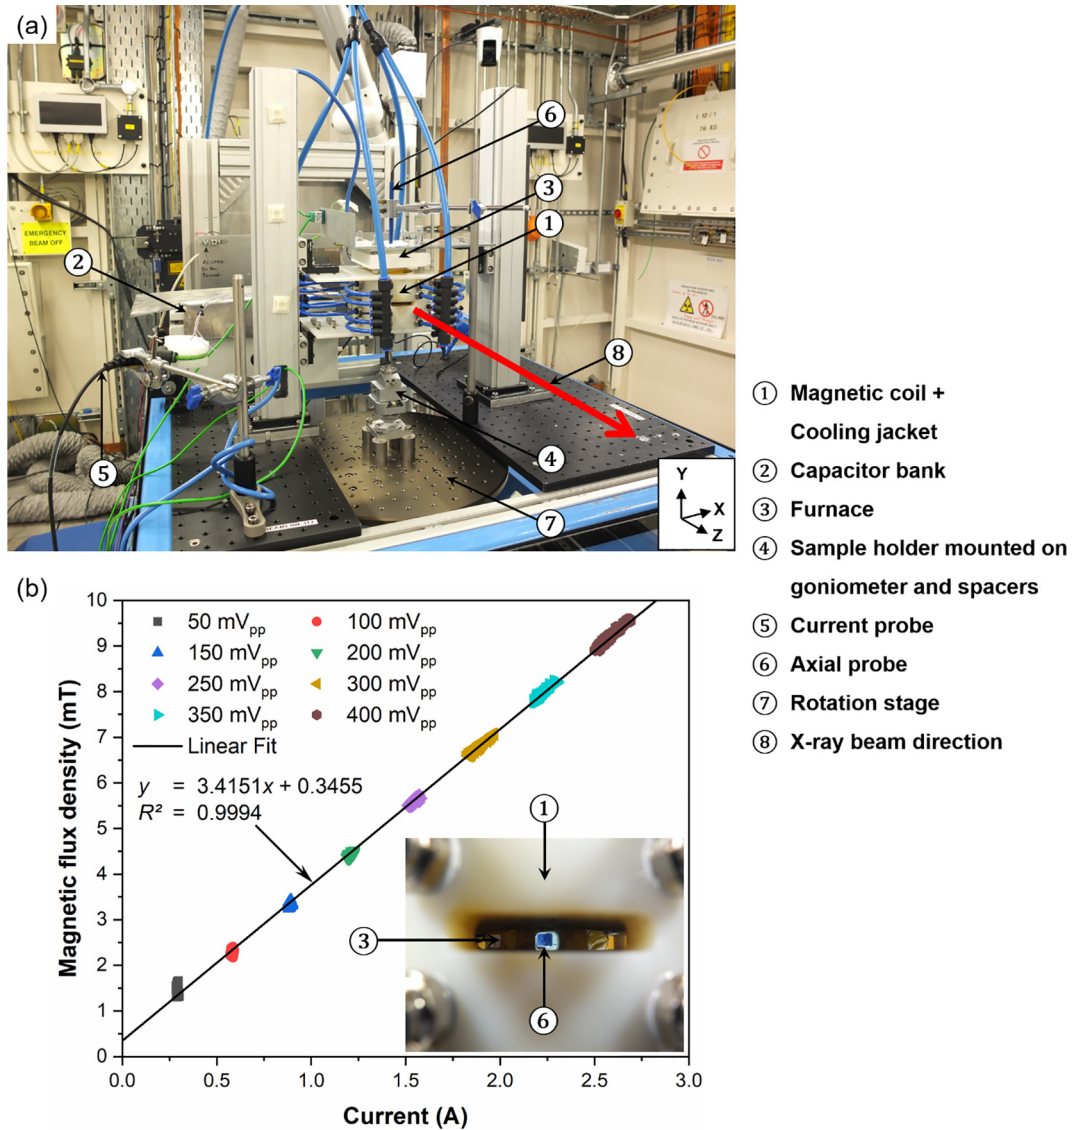 (a)
I 12 / 1
76 KG
EMERGENCY
BEAM OFF
6
3
1
2
8
5
4
7
Y
X
Z
① Magnetic coil +
Cooling jacket
② Capacitor bank
③ Furnace
④ Sample holder mounted on
goniometer and spacers
⑤ Current probe
⑥ Axial probe
⑦ Rotation stage
⑧ X-ray beam direction
(b)
Magnetic flux density (mT)
10
9
8
7
6
5
4
3
2
1
0
50 mVpp 100 mVpp
150 mVpp 200 mVpp
250 mVpp 300 mVpp
350 mVpp 400 mVpp
Linear Fit
y = 3.4151x + 0.3455
R² = 0.9994
1
3
6
0.0 0.5 1.0 1.5 2.0 2.5 3.0
Current (A)